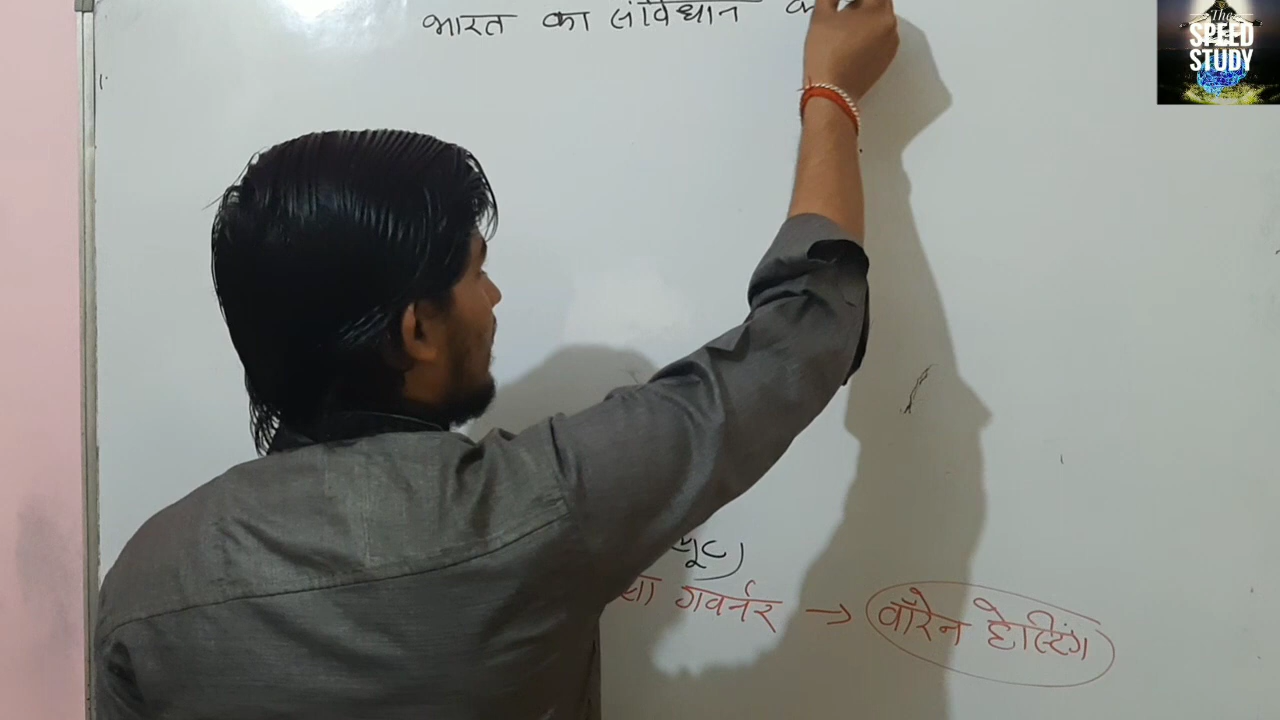 भारत का संविधान
The
SPEED
STUDY
गवर्नर → वॉरेन हेस्टिंग